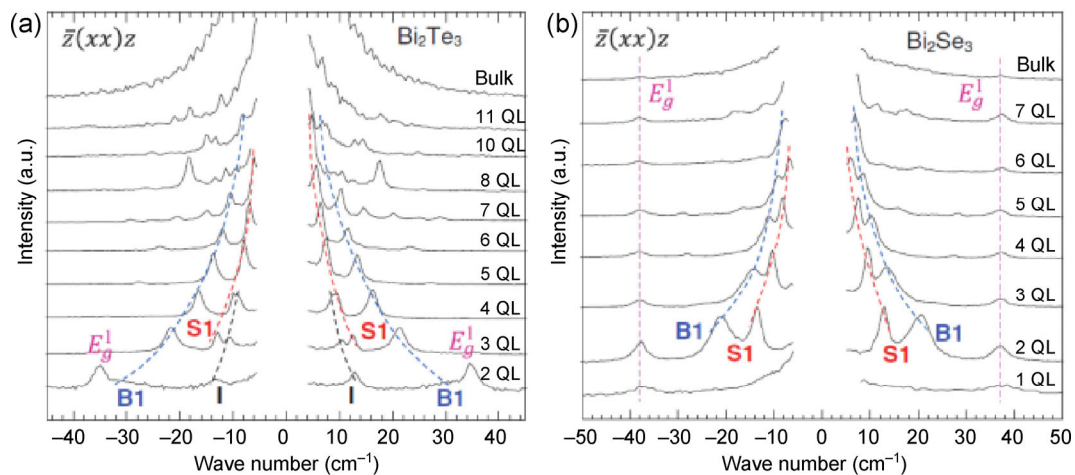 (a)
z̄(xx)z
Bi₂Te₃
Intensity (a.u.)
Bulk
11 QL
10 QL
8 QL
7 QL
6 QL
5 QL
4 QL
3 QL
2 QL
E¹g
S1
S1
E¹g
B1
I
I
B1
–40 –30 –20 –10 0 10 20 30 40
Wave number (cm⁻¹)
(b)
z̄(xx)z
Bi₂Se₃
Intensity (a.u.)
Bulk
E¹g
E¹g
7 QL
6 QL
5 QL
4 QL
3 QL
2 QL
1 QL
B1
S1
S1
B1
–50 –40 –30 –20 –10 0 10 20 30 40 50
Wave number (cm⁻¹)